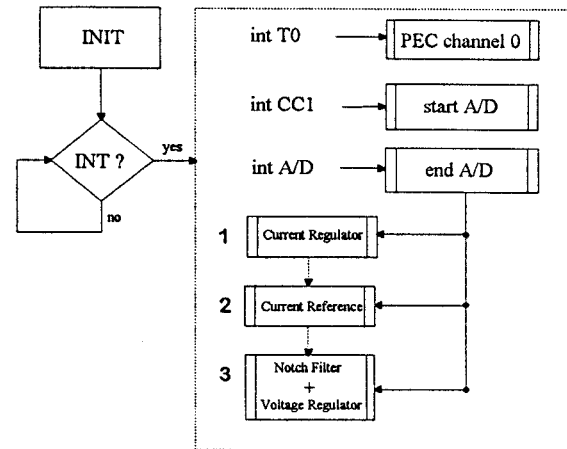 INIT
INT ?
yes
no
int T0
PEC channel 0
int CC1
start A/D
int A/D
end A/D
1
Current Regulator
2
Current Reference
3
Notch Filter
+
Voltage Regulator